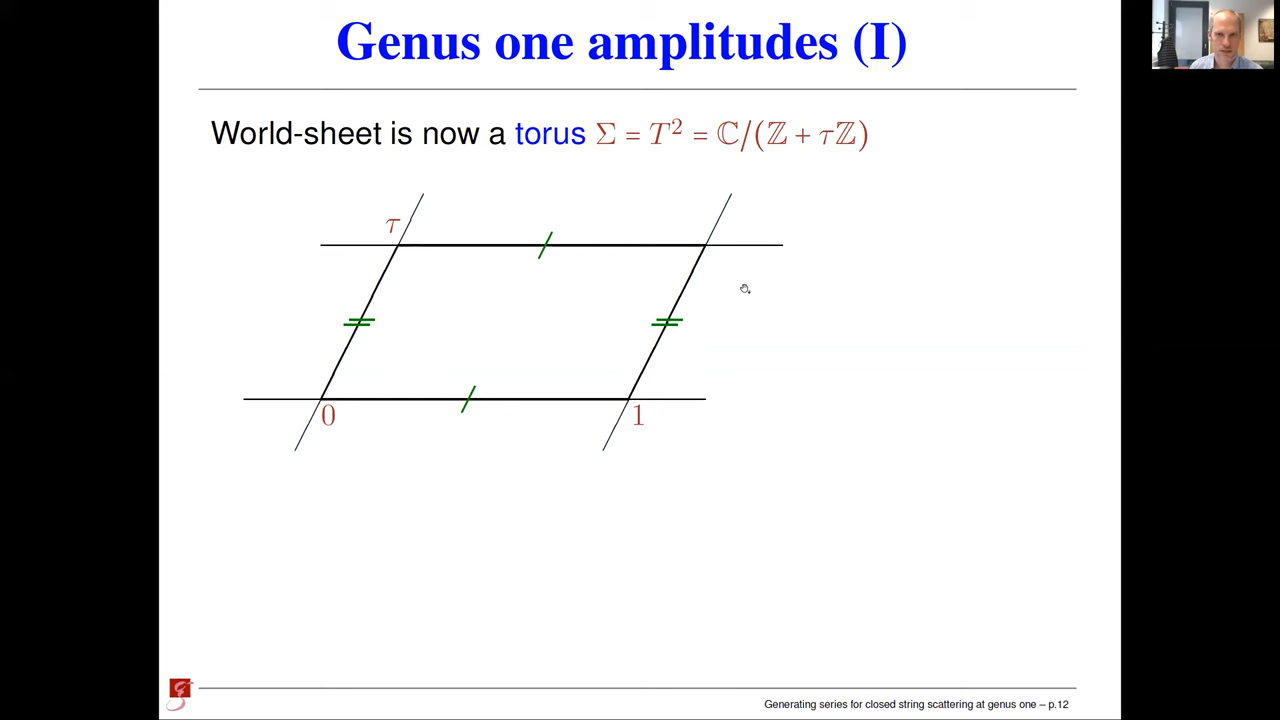 Genus one amplitudes (I)
World-sheet is now a torus Σ = T² = ℂ/(ℤ + τℤ)
τ
0
1
Generating series for closed string scattering at genus one – p.12